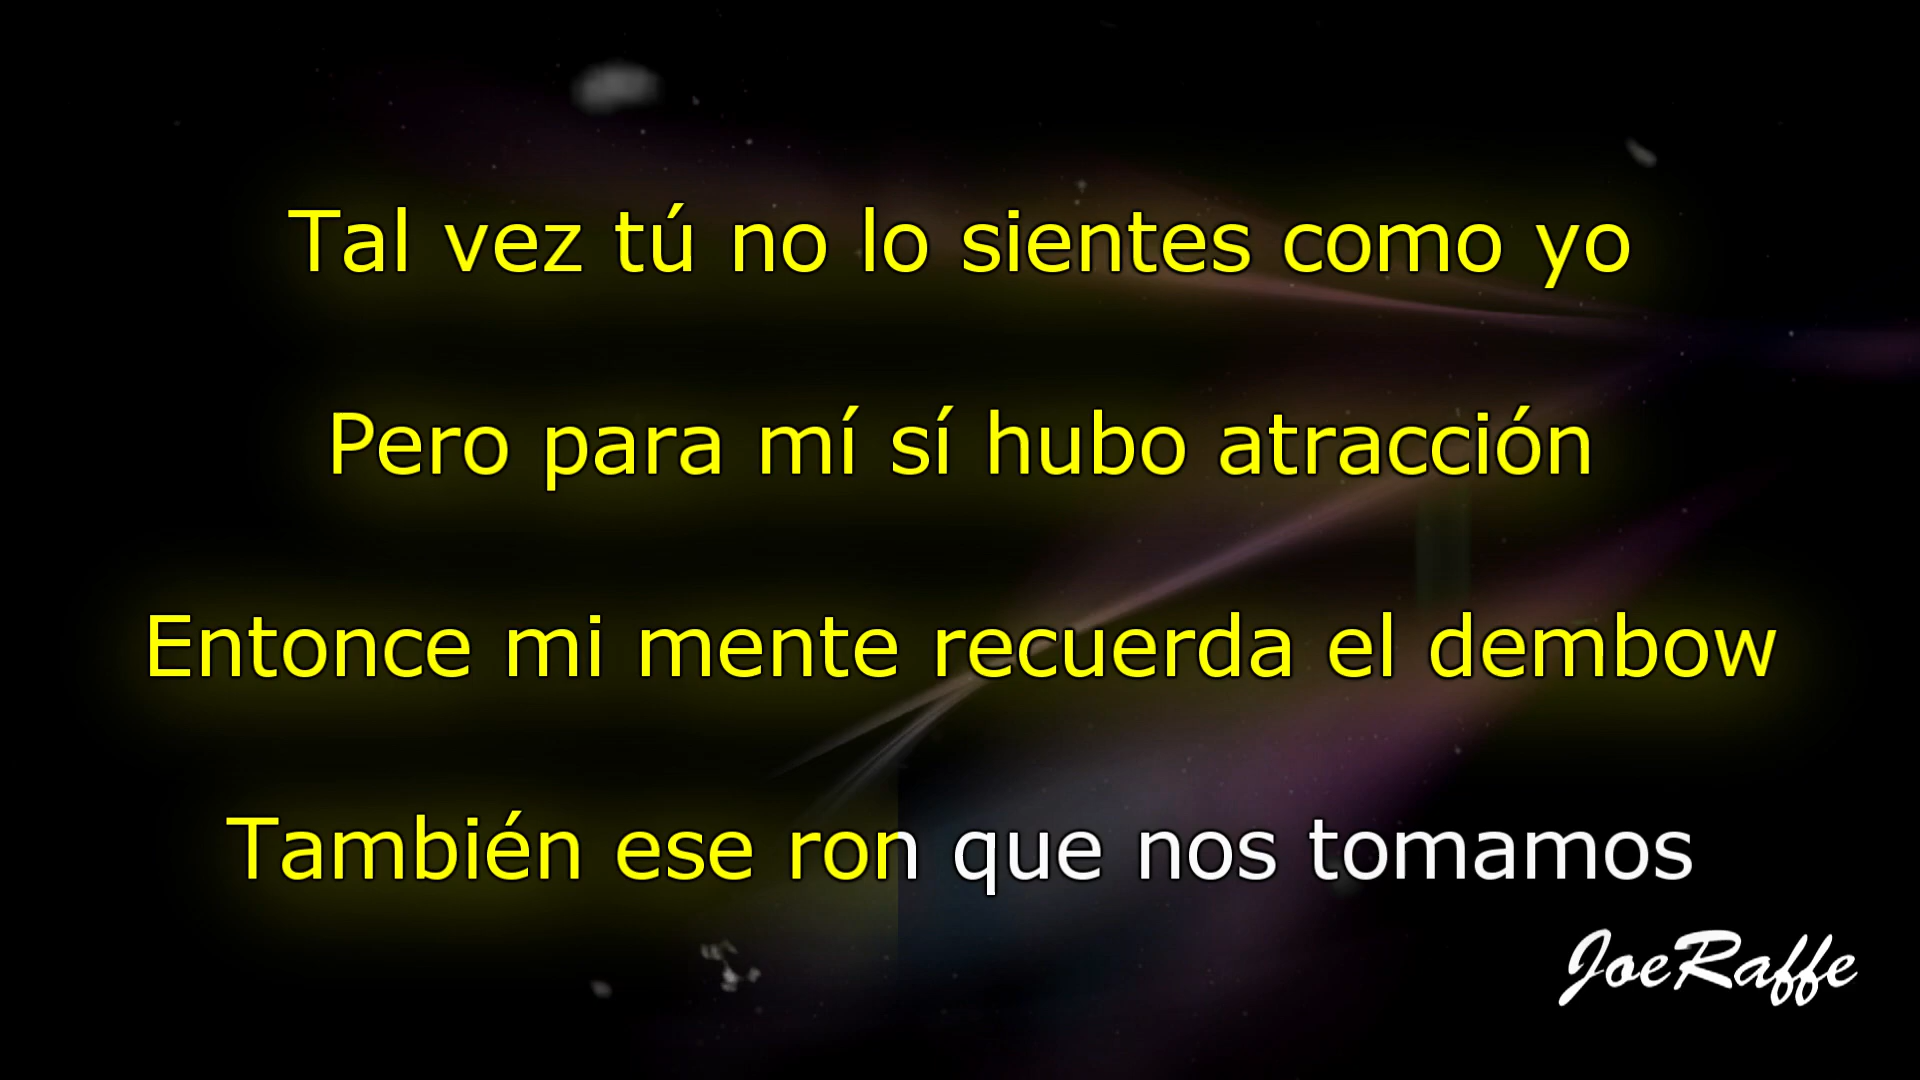 Tal vez tú no lo sientes como yo
Pero para mí sí hubo atracción
Entonce mi mente recuerda el dembow
También ese ron que nos tomamos
JoeRaffe